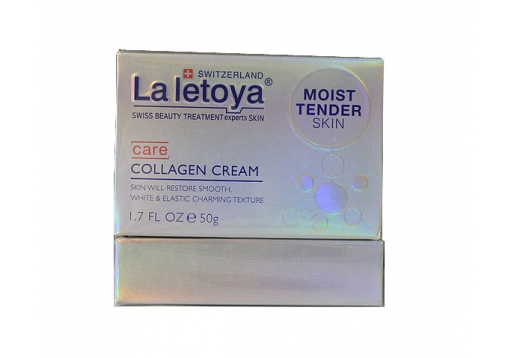 SWITZERLAND
La letoya®
SWISS BEAUTY TREATMENT experts SKIN
MOIST
TENDER
SKIN
care
COLLAGEN CREAM
SKIN WILL RESTORE SMOOTH,
WHITE & ELASTIC CHARMING TEXTURE
1.7 FL OZ ℮ 50g